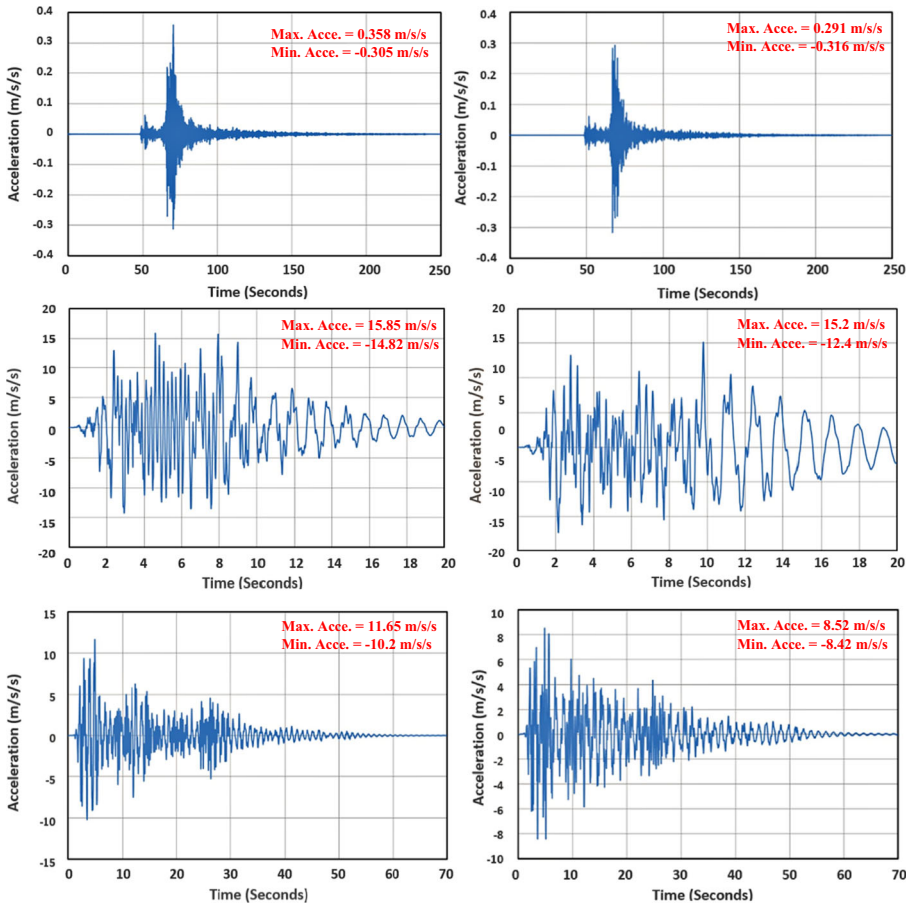 Max. Acce. = 0.358 m/s/s
Min. Acce. = -0.305 m/s/s
Acceleration (m/s/s)
0.4
0.3
0.2
0.1
0
-0.1
-0.2
-0.3
0.4
0 50 100 150 200 250
Time (Seconds)
Max. Acce. = 0.291 m/s/s
Min. Acce. = -0.316 m/s/s
Acceleration (m/s/s)
0.4
0.3
0.2
0.1
0
-0.1
-0.2
-0.3
0.4
0 50 100 150 200 250
Time (Seconds)
Max. Acce. = 15.85 m/s/s
Min. Acce. = -14.82 m/s/s
Acceleration (m/s/s)
20
15
10
5
0
-5
-10
-15
-20
0 2 4 6 8 10 12 14 16 18 20
Time (Seconds)
Max. Acce. = 15.2 m/s/s
Min. Acce. = -12.4 m/s/s
Acceleration (m/s/s)
20
15
10
5
0
-5
-10
-15
-20
0 2 4 6 8 10 12 14 16 18 20
Time (Seconds)
Max. Acce. = 11.65 m/s/s
Min. Acce. = -10.2 m/s/s
Acceleration (m/s/s)
15
10
5
0
-5
-10
-15
0 10 20 30 40 50 60 70
Time (Seconds)
Max. Acce. = 8.52 m/s/s
Min. Acce. = -8.42 m/s/s
Acceleration (m/s/s)
10
8
6
4
2
0
-2
-4
-6
-8
-10
0 10 20 30 40 50 60 70
Time (Seconds)